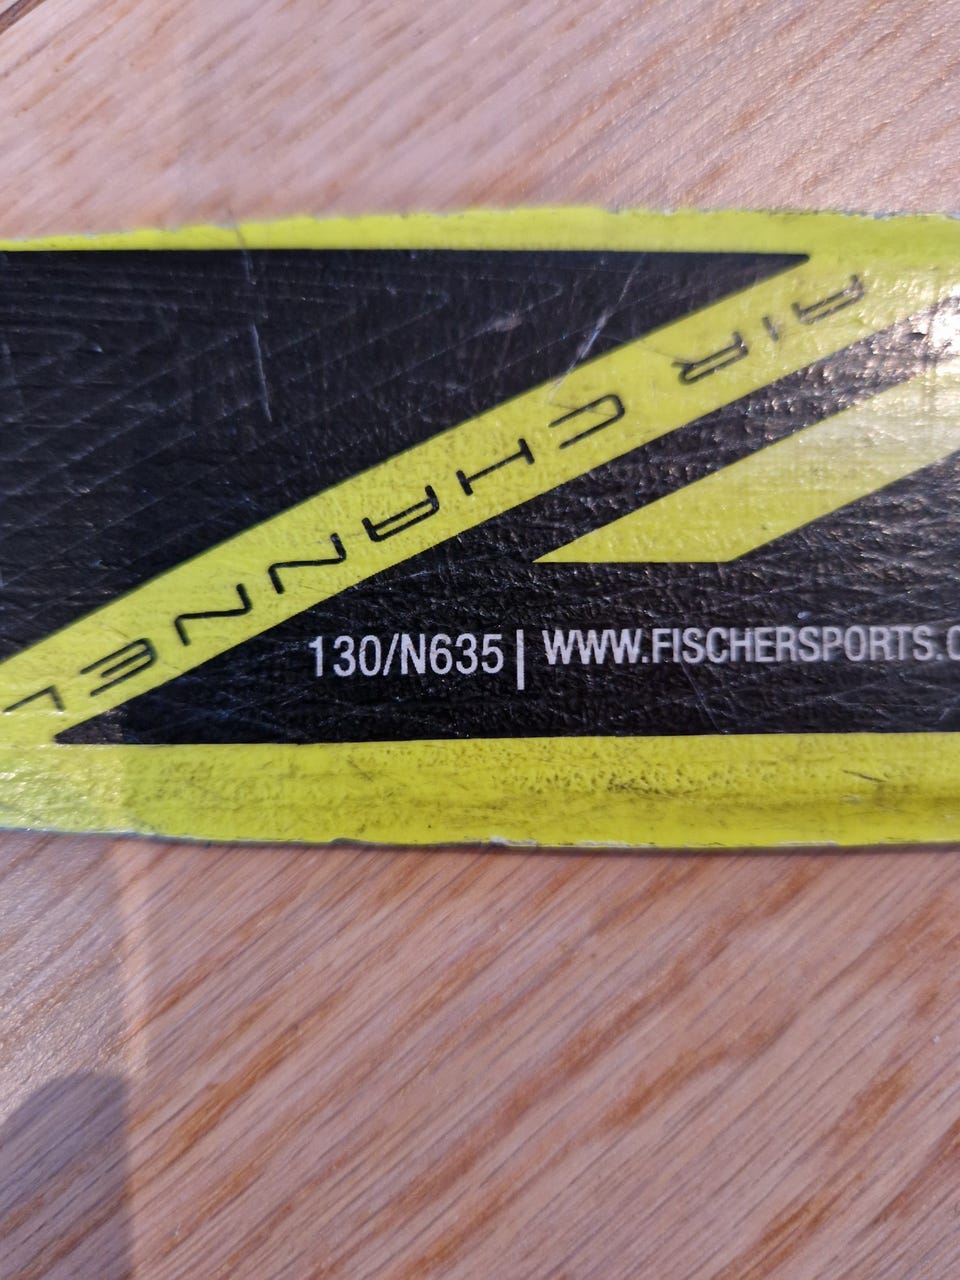 AIR CHANNEL
130/N635 | WWW.FISCHERSPORTS.C